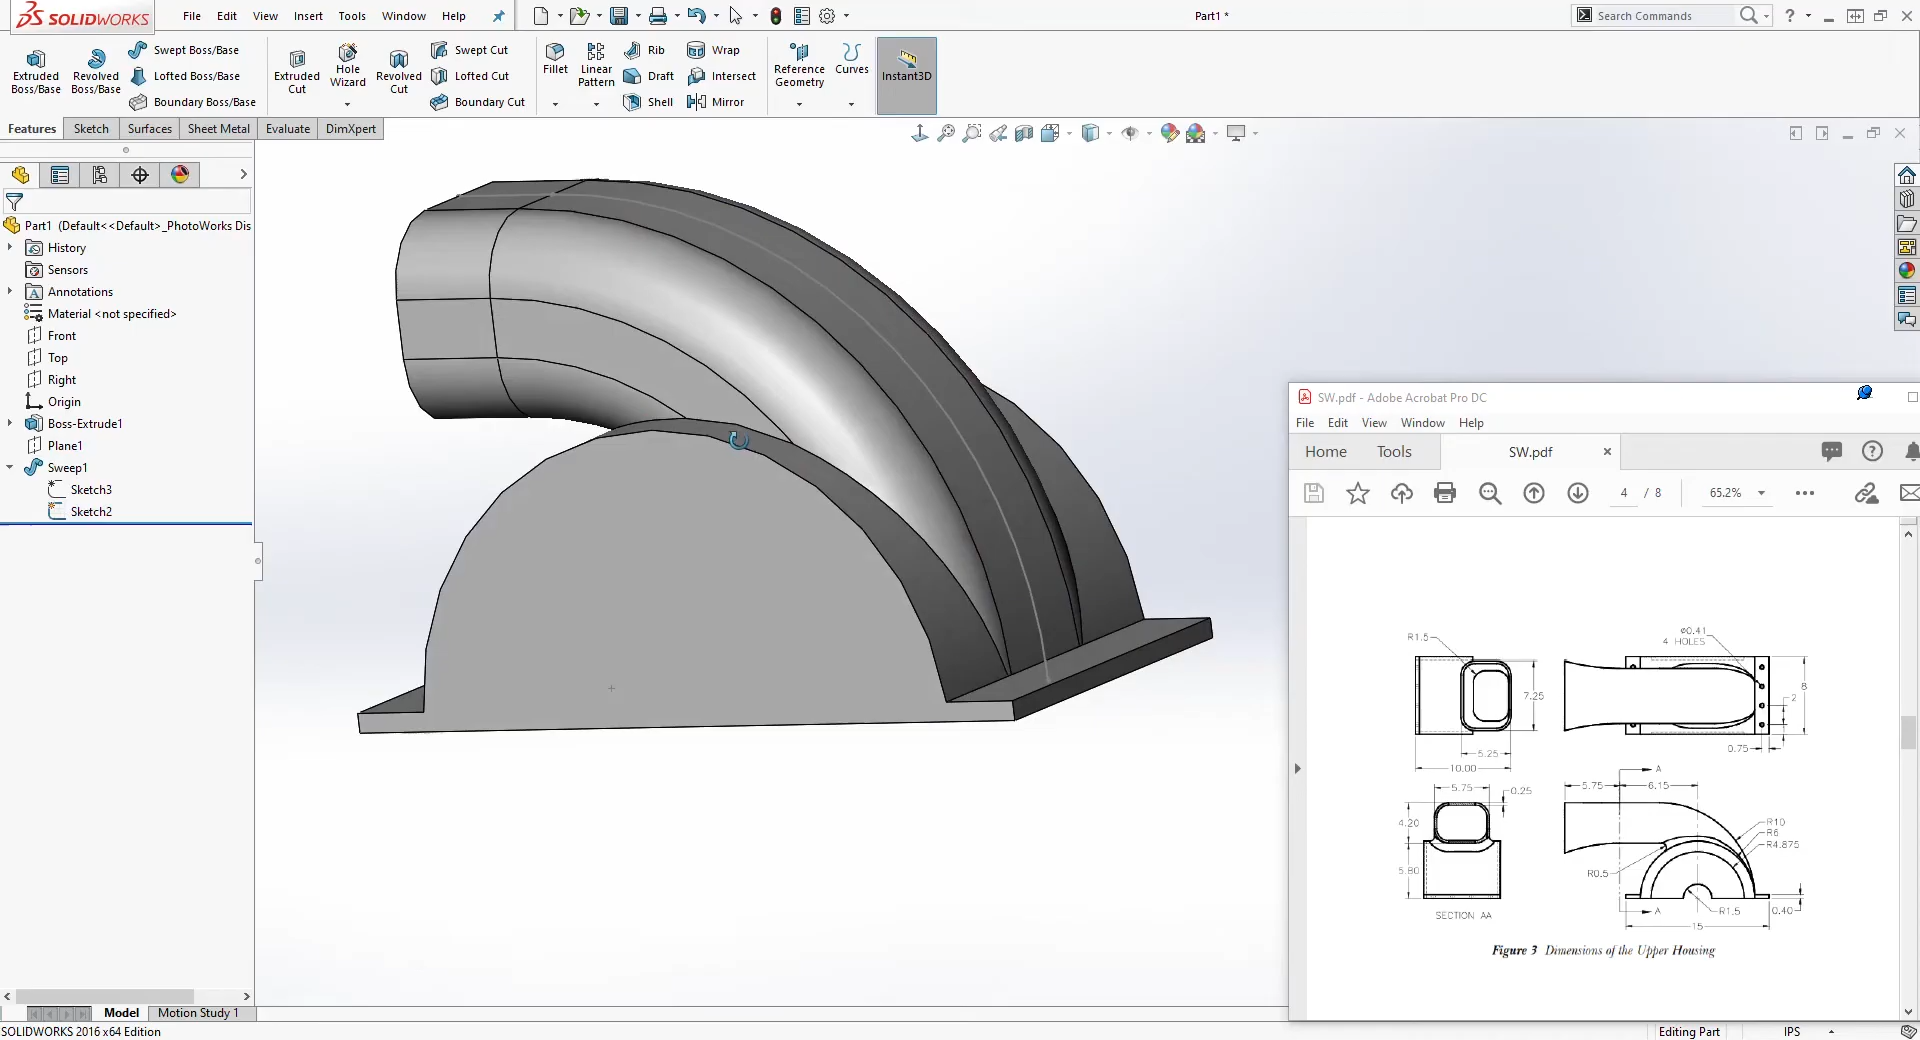 SOLIDWORKS
File Edit View Insert Tools Window Help
Part1 *
Search Commands
Extruded Boss/Base
Revolved Boss/Base
Swept Boss/Base
Lofted Boss/Base
Boundary Boss/Base
Extruded Cut
Hole Wizard
Revolved Cut
Swept Cut
Lofted Cut
Boundary Cut
Fillet
Linear Pattern
Rib
Draft
Shell
Wrap
Intersect
Mirror
Reference Geometry
Curves
Instant3D
Features Sketch Surfaces Sheet Metal Evaluate DimXpert
Part1 (Default<<Default>_PhotoWorks Dis
History
Sensors
Annotations
Material <not specified>
Front
Top
Right
Origin
Boss-Extrude1
Plane1
Sweep1
Sketch3
Sketch2
Model Motion Study 1
SOLIDWORKS 2016 x64 Edition
Editing Part IPS
SW.pdf - Adobe Acrobat Pro DC
File Edit View Window Help
Home Tools SW.pdf
4 / 8 65.2%
R1.5
ø0.41
4 HOLES
7.25
8
2
5.25
0.75
10.00
A
5.75
0.25
5.75
6.15
4.20
R10
R6
R4.875
5.80
R0.5
A
R1.5
0.40
SECTION AA
15
Figure 3 Dimensions of the Upper Housing